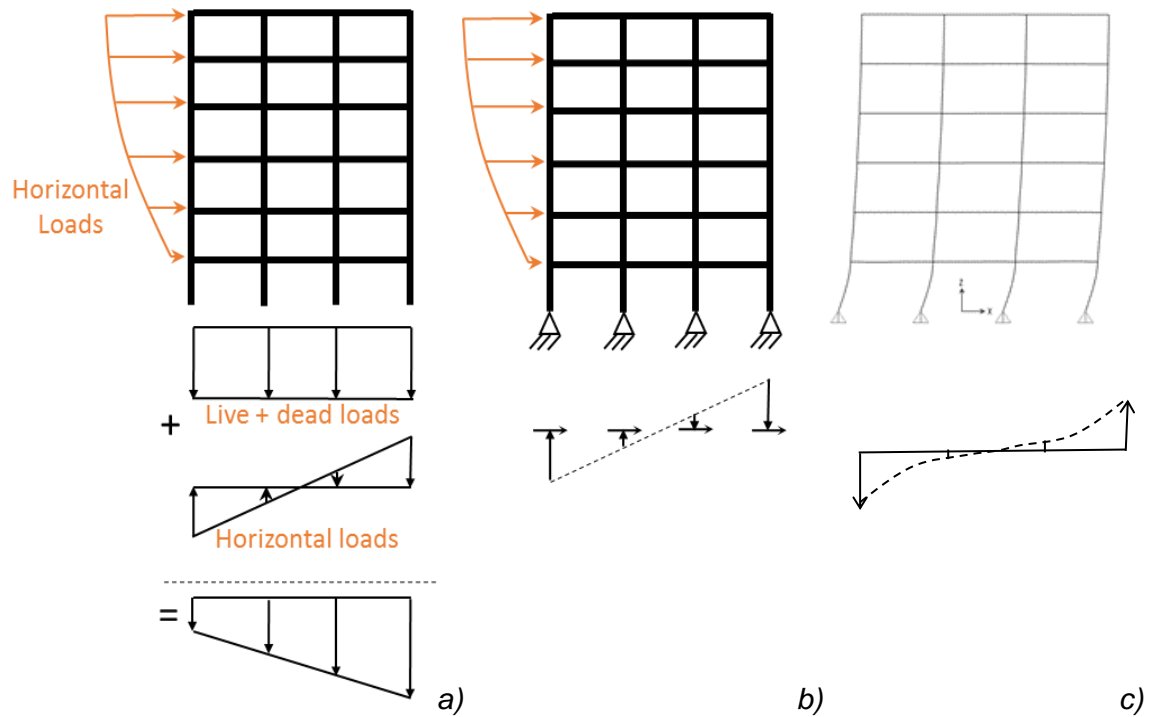 Horizontal
Loads
+
Live + dead loads
Horizontal loads
=
a)
b)
z
x
c)